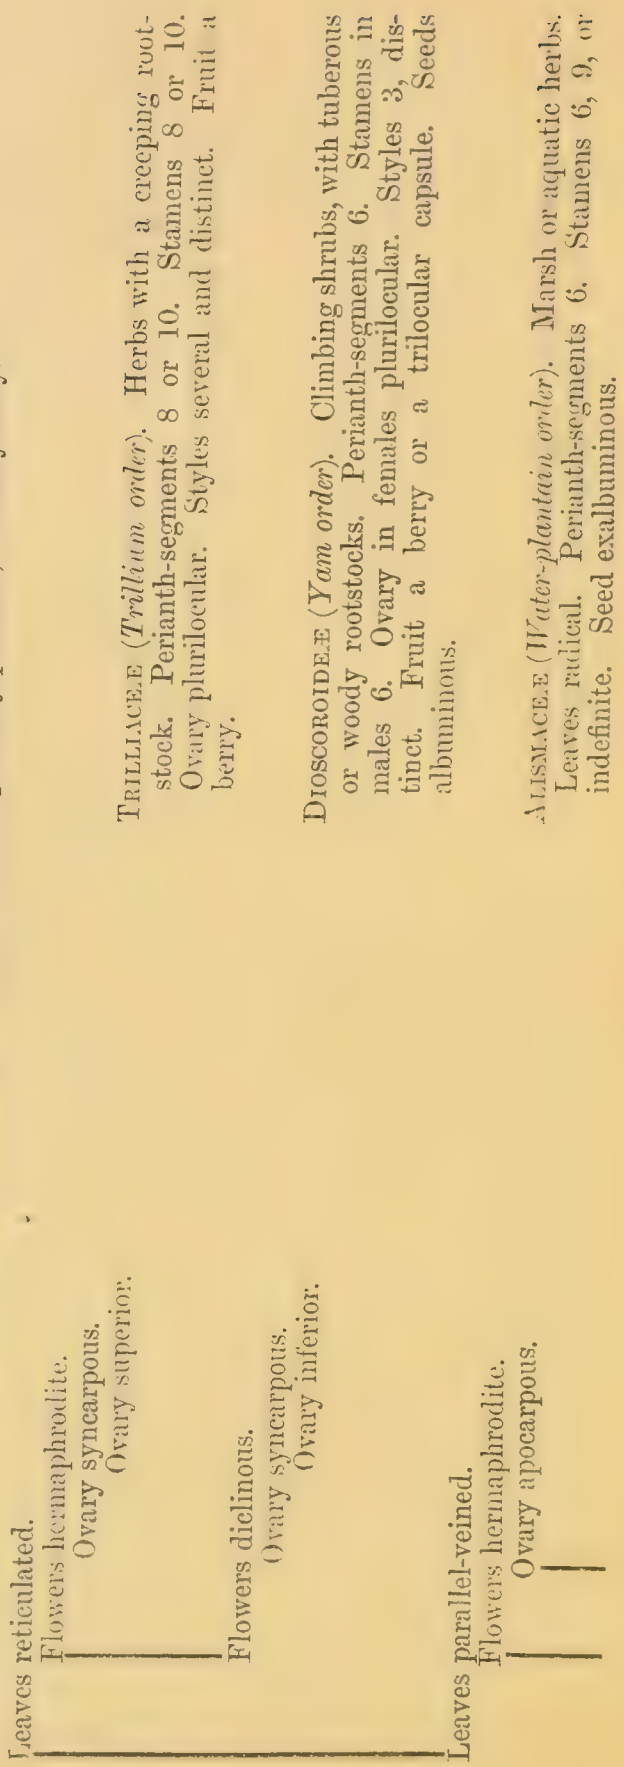 Leaves reticulated.
Flowers hermaphrodite.
Ovary syncarpous.
Ovary superior.
TRILLIACEÆ (Trillium order). Herbs with a creeping root-
stock. Perianth-segments 8 or 10. Stamens 8 or 10.
Ovary plurilocular. Styles several and distinct. Fruit a
berry.
Flowers diclinous.
Ovary syncarpous.
Ovary inferior.
DIOSCOROIDEÆ (Yam order). Climbing shrubs, with tuberous
or woody rootstocks. Perianth-segments 6. Stamens in
males 6. Ovary in females plurilocular. Styles 3, dis-
tinct. Fruit a berry or a trilocular capsule. Seeds
albuminous.
Leaves parallel-veined.
Flowers hermaphrodite.
Ovary apocarpous.
ALISMACEÆ (Water-plantain order). Marsh or aquatic herbs.
Leaves radical. Perianth-segments 6. Stamens 6, 9, or
indefinite. Seed exalbuminous.